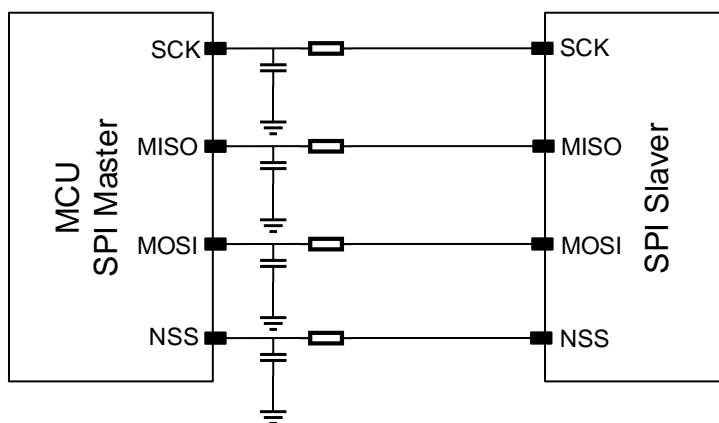 SCK
SCK
MISO
MISO
MCU
SPI Master
SPI Slaver
MOSI
MOSI
NSS
NSS